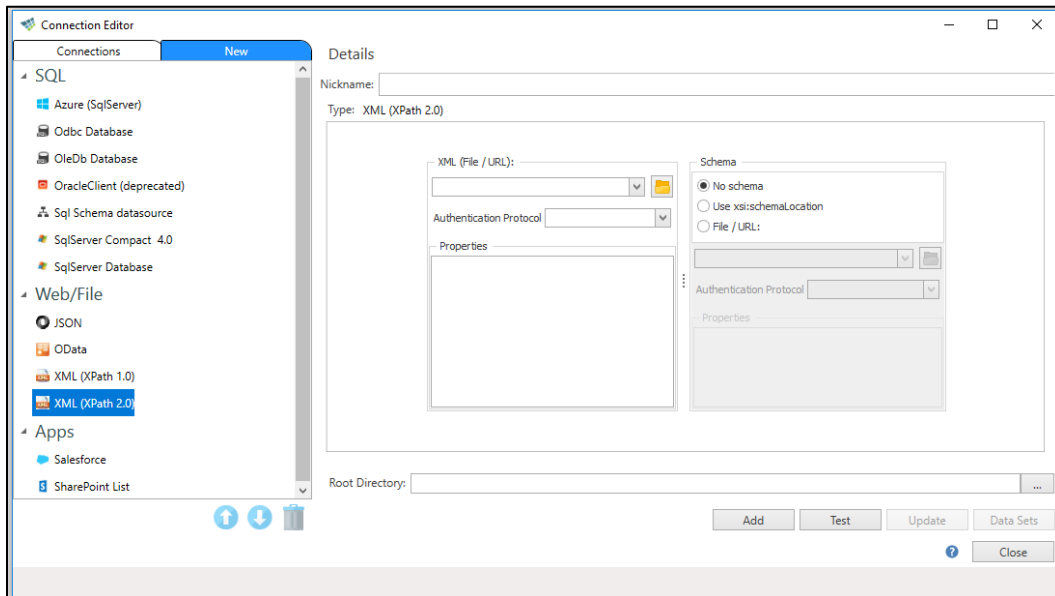 Connection Editor
Connections
New
SQL
Azure (SqlServer)
Odbc Database
OleDb Database
OracleClient (deprecated)
Sql Schema datasource
SqlServer Compact 4.0
SqlServer Database
Web/File
JSON
OData
XML (XPath 1.0)
XML (XPath 2.0)
Apps
Salesforce
SharePoint List
Details
Nickname:
Type: XML (XPath 2.0)
XML (File / URL):
Authentication Protocol
Properties
Schema
No schema
Use xsi:schemaLocation
File / URL:
Authentication Protocol
Properties
Root Directory:
...
Add
Test
Update
Data Sets
?
Close